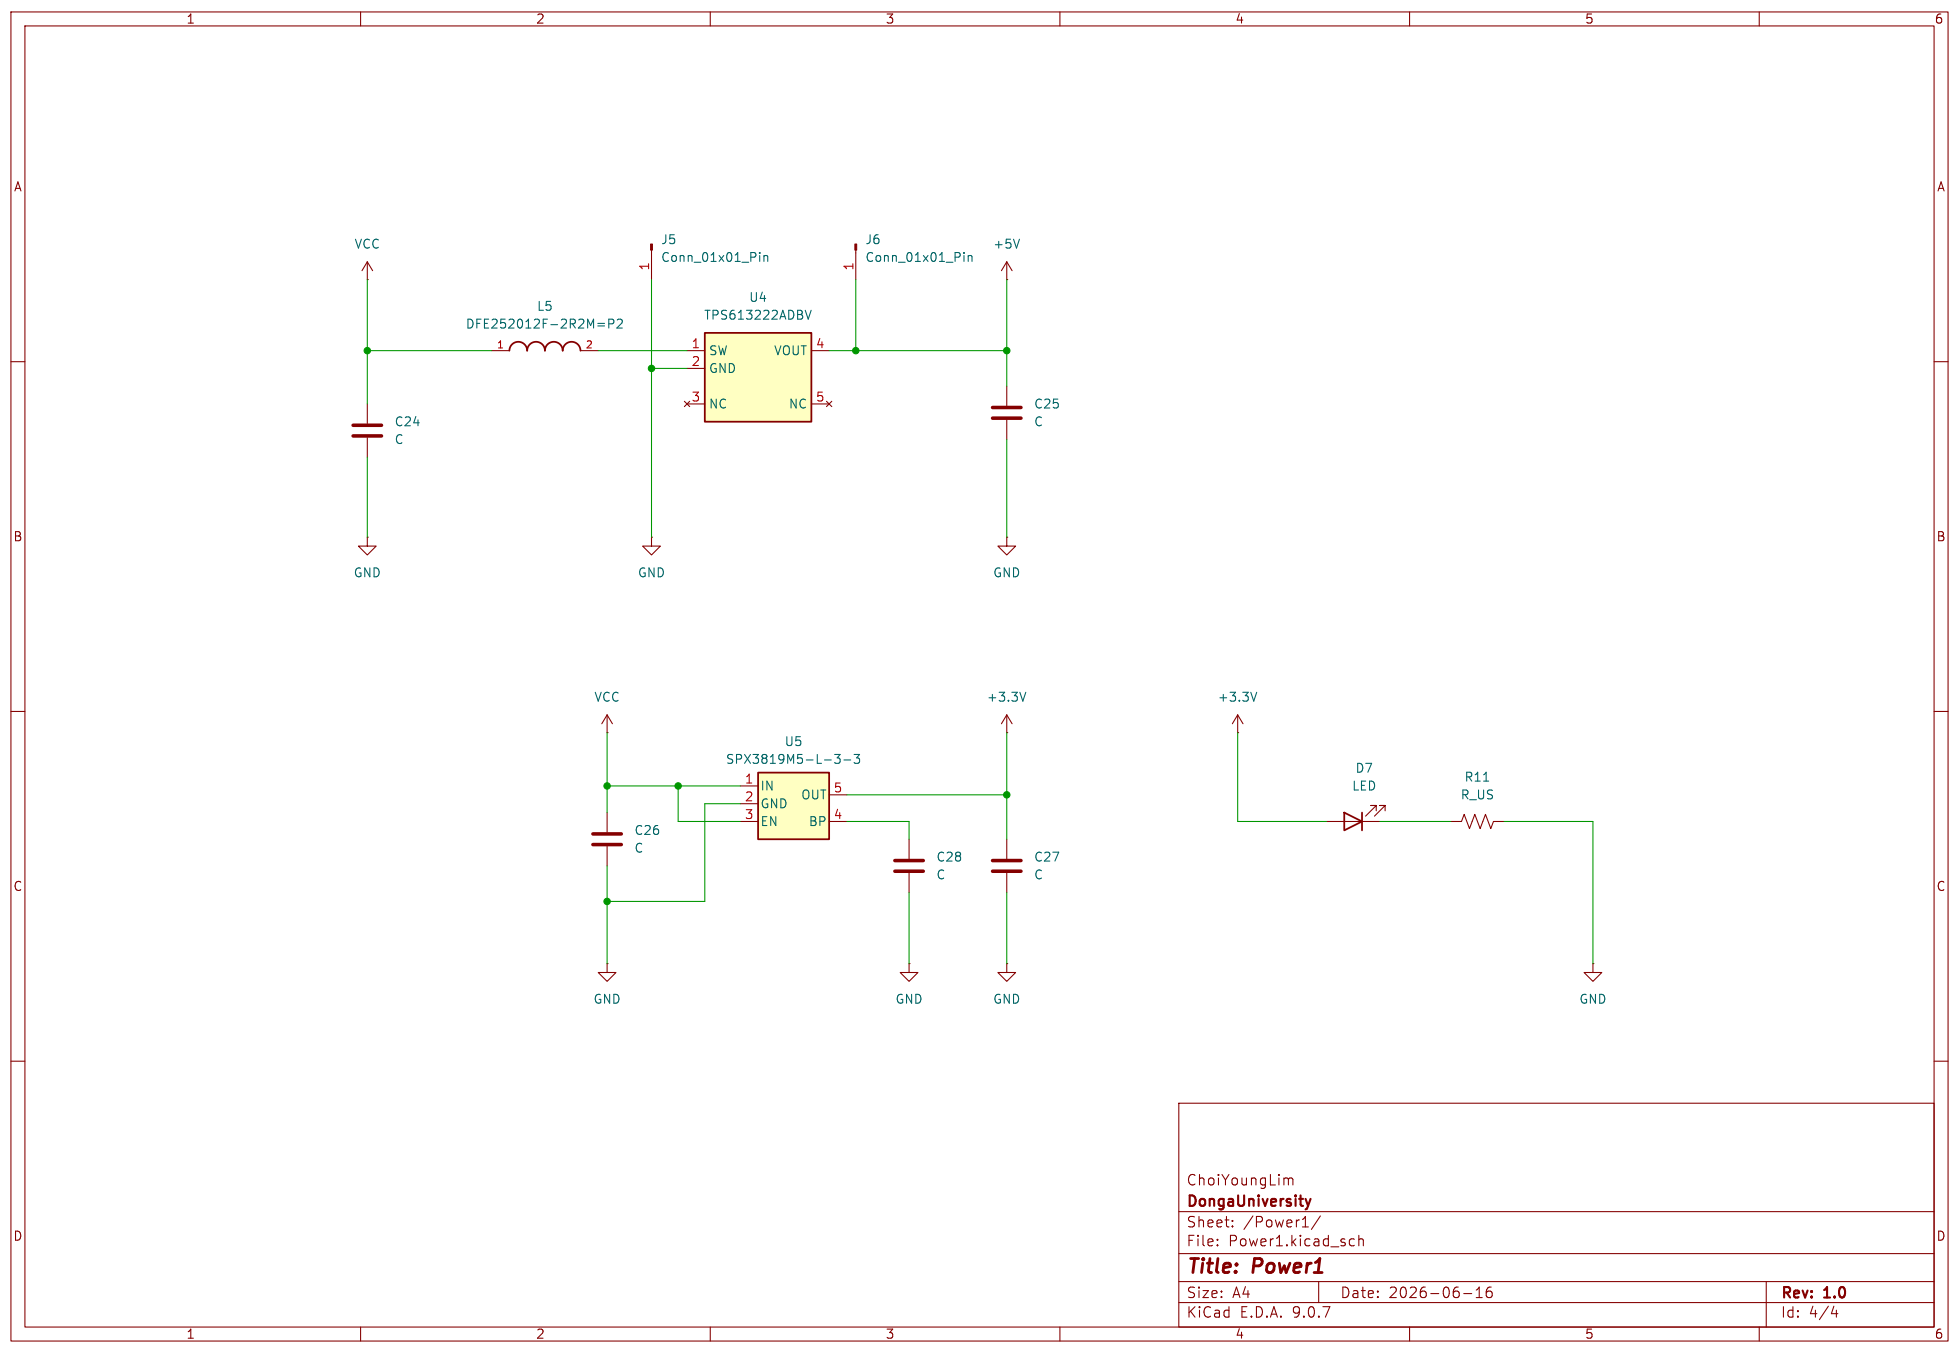 1 2 3 4 5 6
A A
VCC
J5
Conn_01x01_Pin
1
J6
Conn_01x01_Pin
1
+5V
L5
DFE252012F-2R2M=P2
1 2
U4
TPS613222ADBV
1 SW VOUT 4
2 GND
3 NC NC 5
C24
C
C25
C
B B
GND GND GND
VCC
+3.3V
+3.3V
U5
SPX3819M5-L-3-3
1 IN
OUT 5
2 GND
3 EN BP 4
D7
LED
R11
R_US
C26
C
C28
C
C27
C
C C
GND GND GND GND
ChoiYoungLim
DongaUniversity
Sheet: /Power1/
File: Power1.kicad_sch
Title: Power1
D D
Size: A4 Date: 2026-06-16 Rev: 1.0
KiCad E.D.A. 9.0.7 Id: 4/4
1 2 3 4 5 6